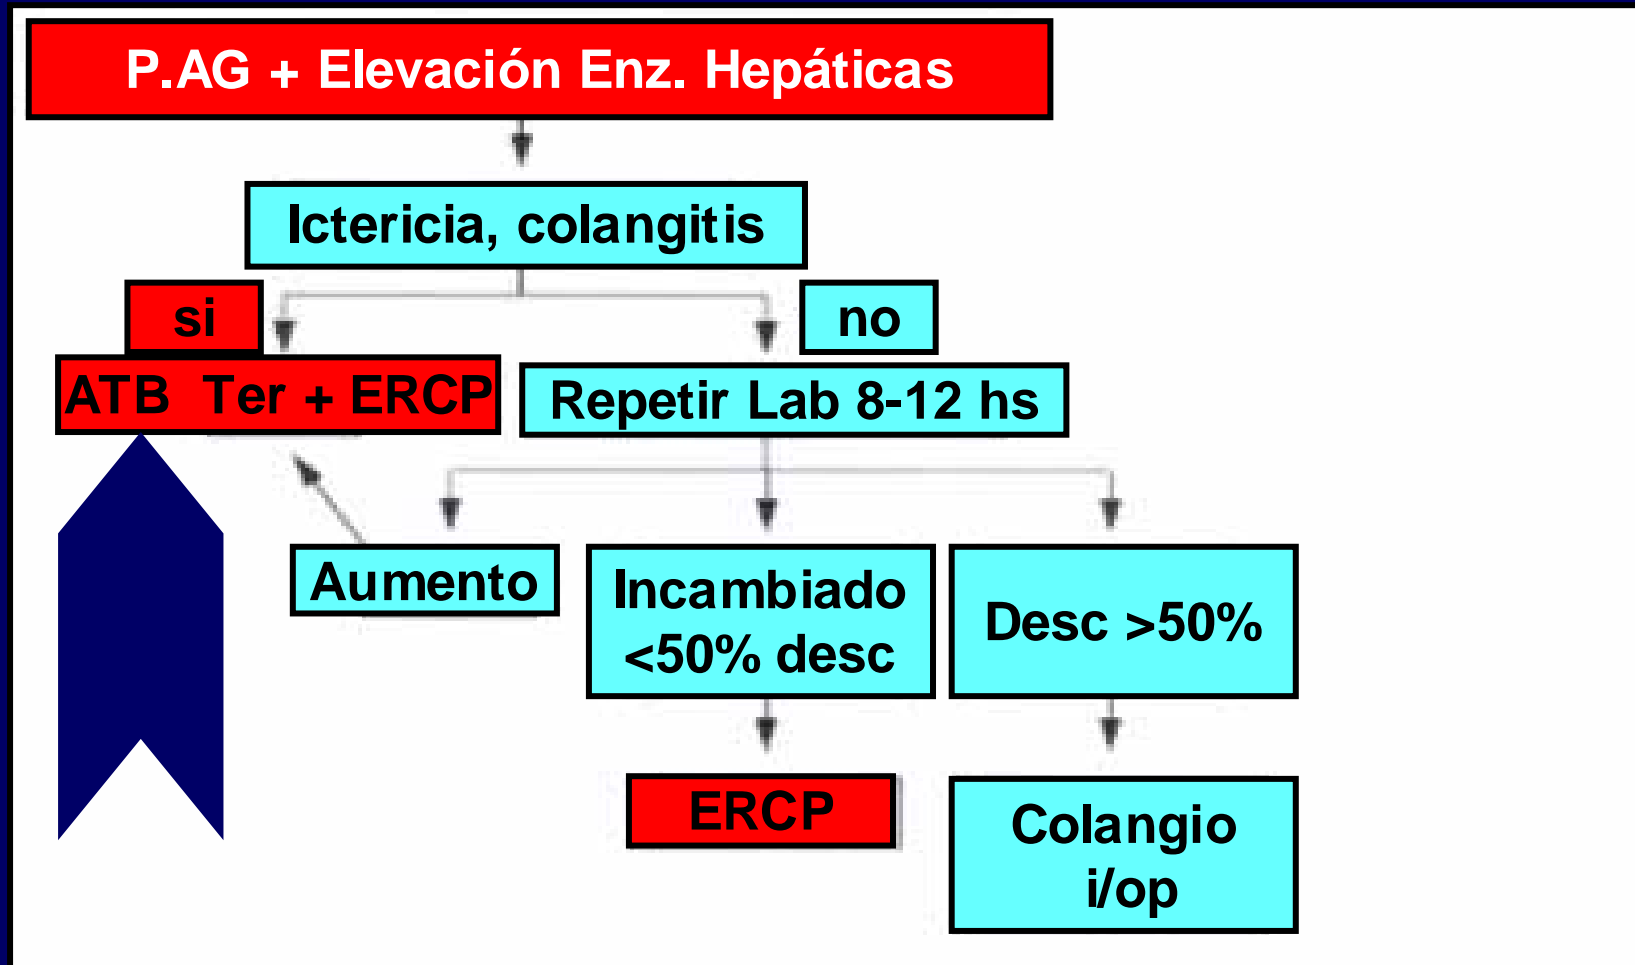 P.AG + Elevación Enz. Hepáticas
Ictericia, colangitis
si
no
ATB Ter + ERCP
Repetir Lab 8-12 hs
Aumento
Incambiado
<50% desc
Desc >50%
ERCP
Colangio
i/op